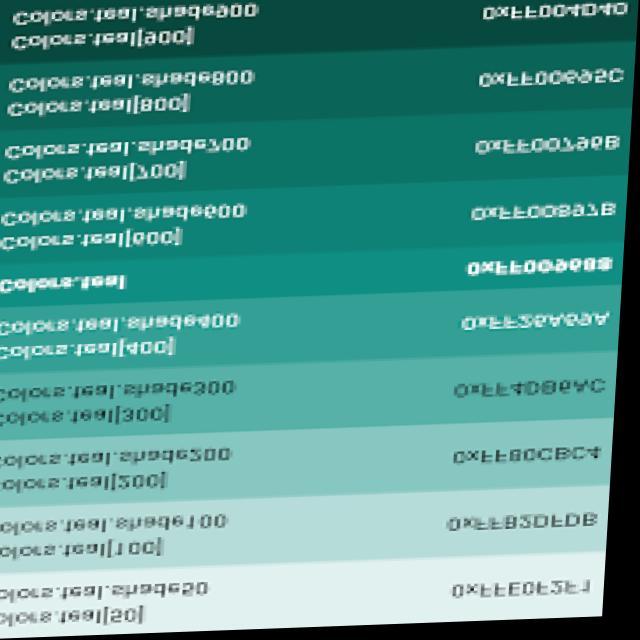 olors.teal[50]
olors.teal.shade50
0xFFE0F2F1
olors.teal[100]
olors.teal.shade100
0xFFB2DFDB
olors.teal[200]
olors.teal.shade200
0xFF80CBC4
olors.teal[300]
Colors.teal.shade300
0xFF4DB6AC
Colors.teal[400]
Colors.teal.shade400
0xFF26A69A
Colors.teal
0xFF009688
Colors.teal[600]
Colors.teal.shade600
0xFF00897B
Colors.teal[700]
Colors.teal.shade700
0xFF00796B
Colors.teal[800]
Colors.teal.shade800
0xFF00695C
Colors.teal[900]
Colors.teal.shade900
0xFF004D40